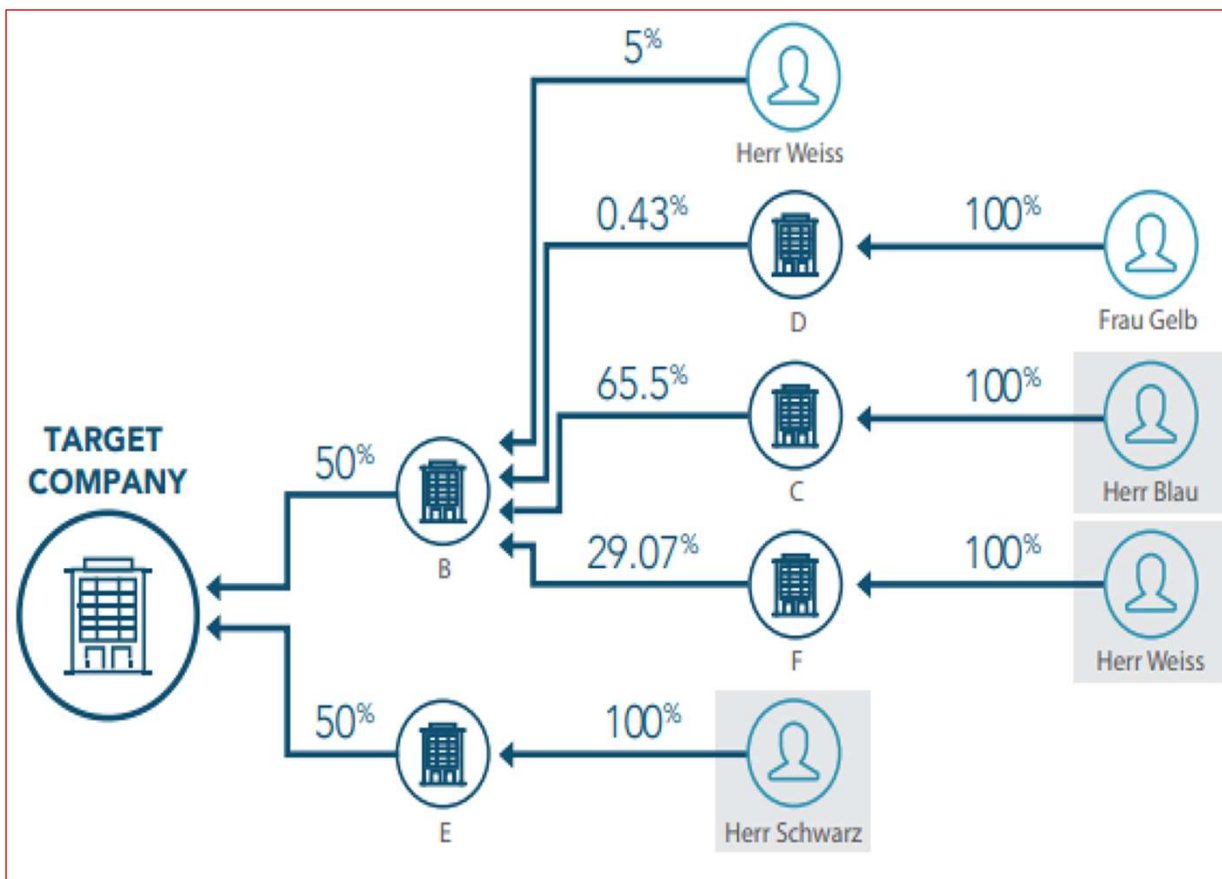 5%
Herr Weiss
0.43%
100%
D
Frau Gelb
65.5%
100%
C
Herr Blau
TARGET
COMPANY
50%
B
29.07%
100%
F
Herr Weiss
50%
100%
E
Herr Schwarz